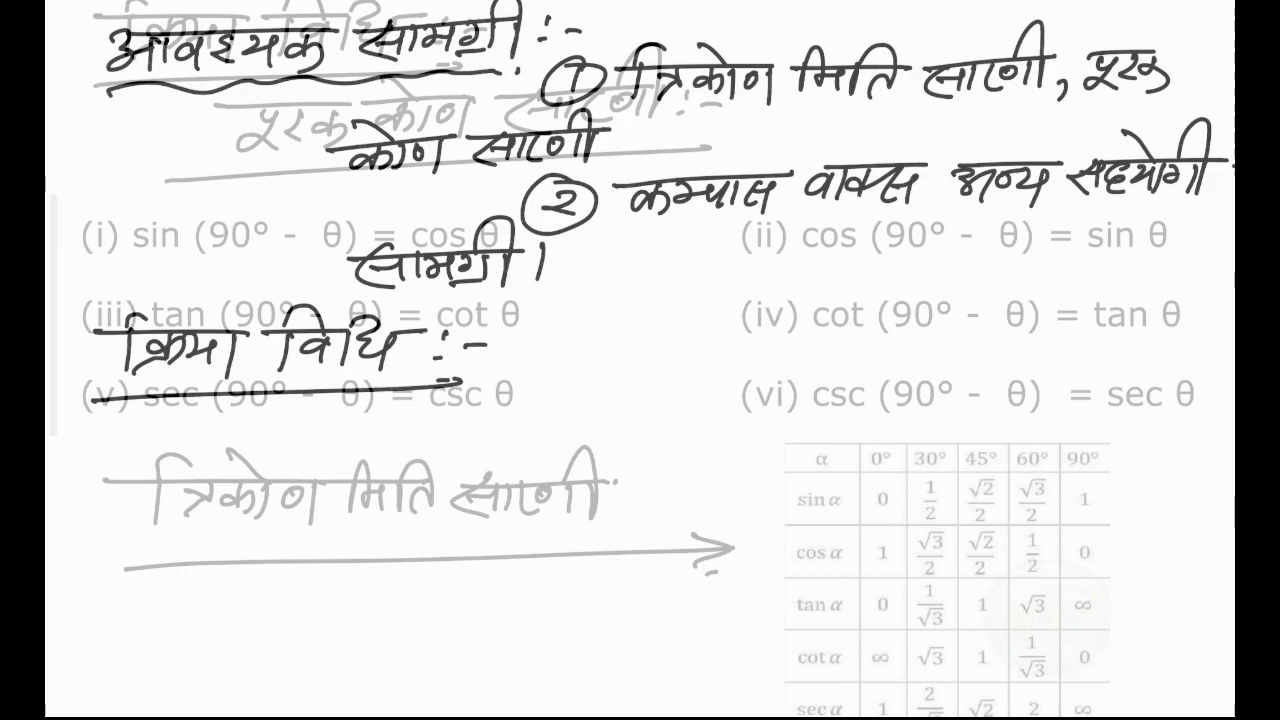 आवश्यक सामग्री :-
① त्रिकोण मिति सारणी, पूरक
कोण सारणी
② कम्पास वाक्स अन्य सहयोगी
सामग्री।
क्रिया विधि :-
क्रिया विधि :-
पूरक कोण सारणी :-
(i) sin (90° - θ) = cos θ (ii) cos (90° - θ) = sin θ
(iii) tan (90° - θ) = cot θ (iv) cot (90° - θ) = tan θ
(v) sec (90° - θ) = csc θ (vi) csc (90° - θ) = sec θ
त्रिकोण मिति सारणी
α 0° 30° 45° 60° 90°
sin α 0 1/2 √2/2 √3/2 1
cos α 1 √3/2 √2/2 1/2 0
tan α 0 1/√3 1 √3 ∞
cot α ∞ √3 1 1/√3 0
sec α 1 √2 2 ∞